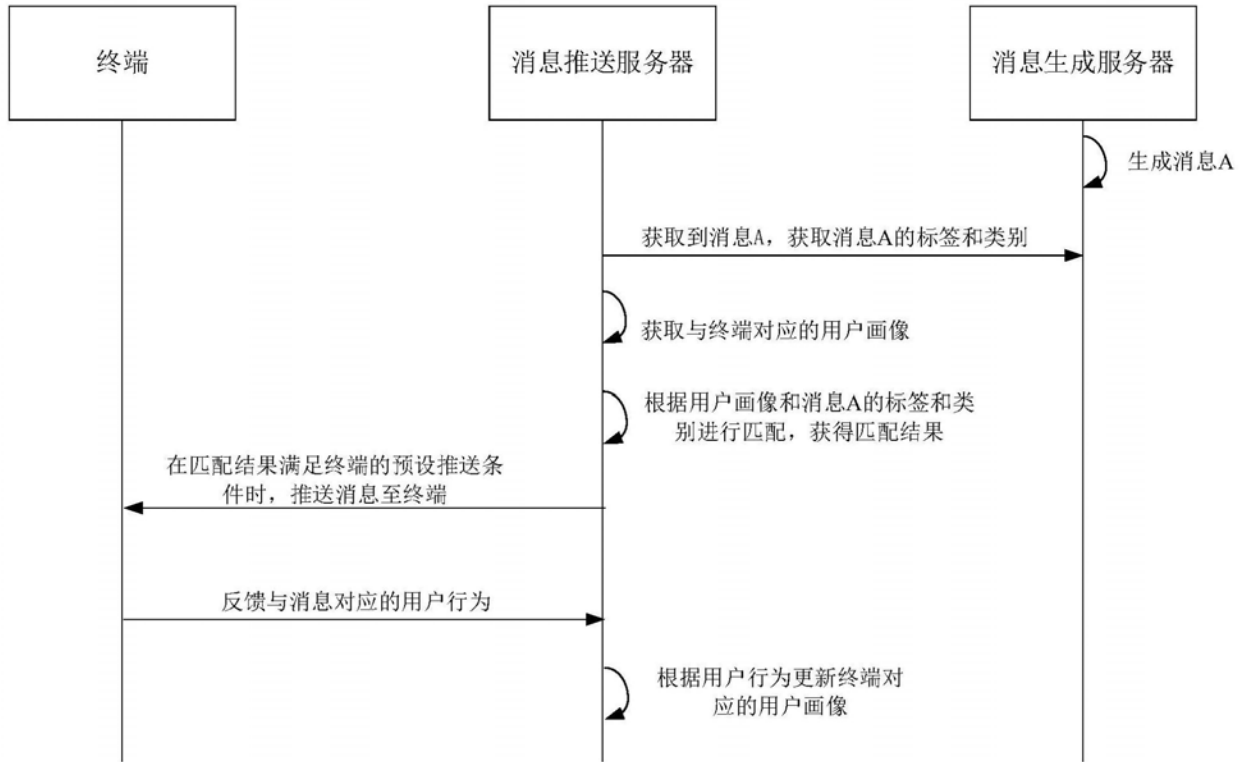 终端
消息推送服务器
消息生成服务器
生成消息A
获取到消息A，获取消息A的标签和类别
获取与终端对应的用户画像
根据用户画像和消息A的标签和类
别进行匹配，获得匹配结果
在匹配结果满足终端的预设推送条
件时，推送消息至终端
反馈与消息对应的用户行为
根据用户行为更新终端对
应的用户画像